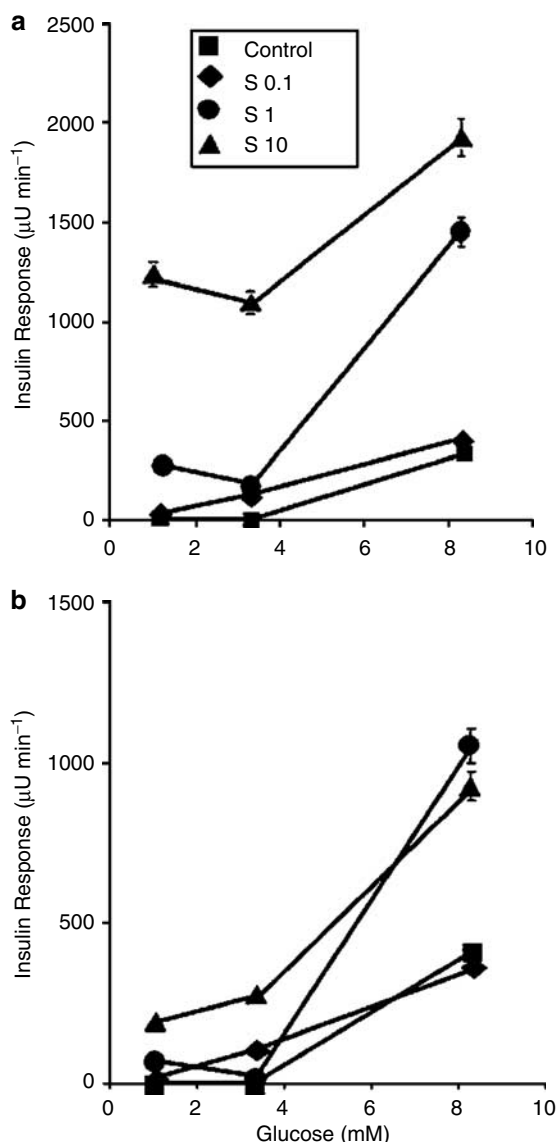 a
Insulin Response (μU min−1)
2500
2000
1500
1000
500
0
Control
S 0.1
S 1
S 10
0 2 4 6 8 10
b
Insulin Response (μU min−1)
1500
1000
500
0
0 2 4 6 8 10
Glucose (mM)